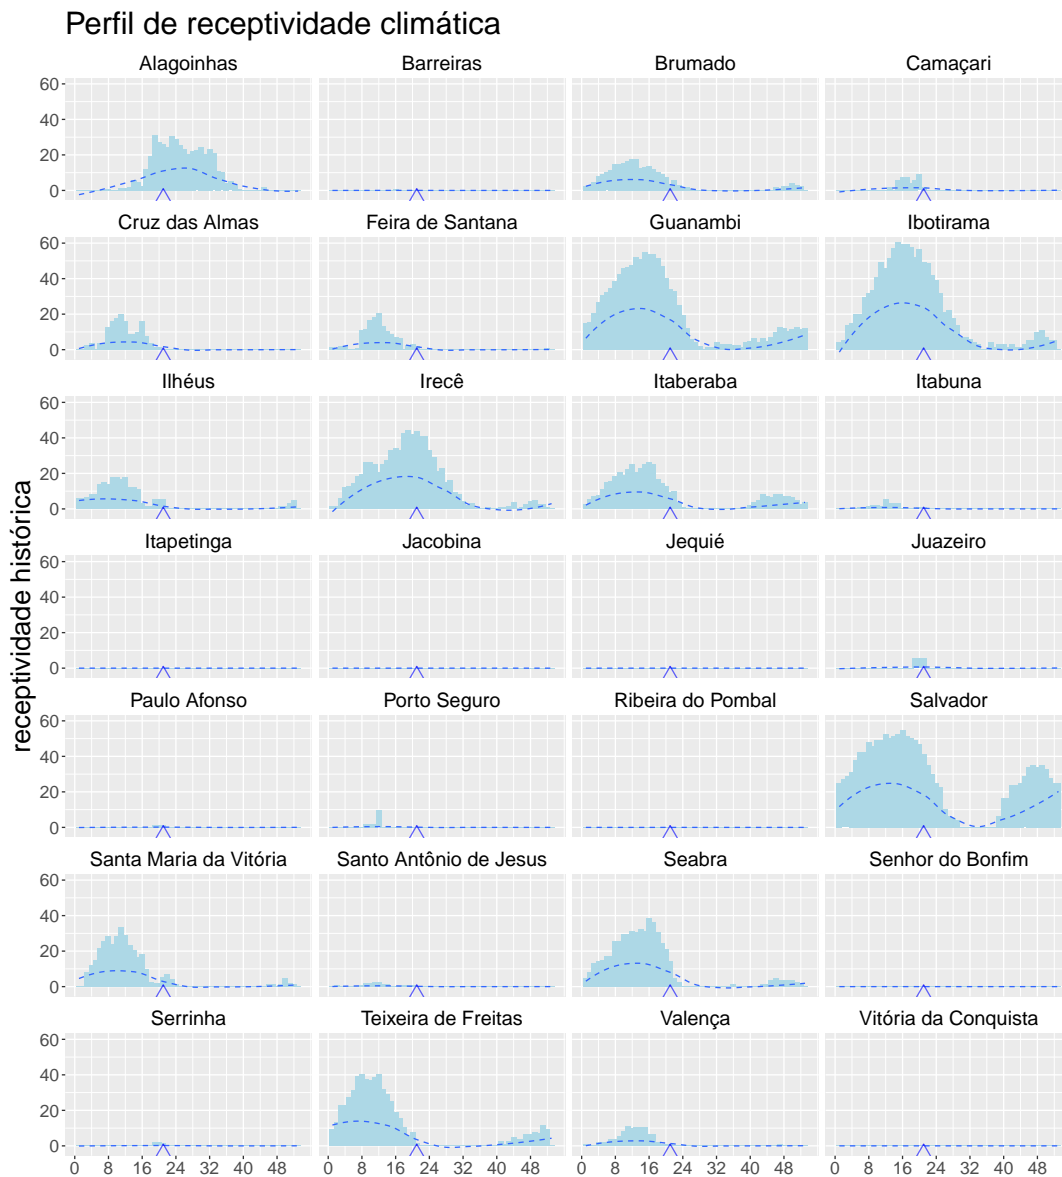 Perfil de receptividade climática
Alagoinhas Barreiras Brumado Camaçari
60
40
20
0
Cruz das Almas Feira de Santana Guanambi Ibotirama
60
40
20
0
Ilhéus Irecê Itaberaba Itabuna
60
40
20
0
receptividade histórica
Itapetinga Jacobina Jequié Juazeiro
60
40
20
0
Paulo Afonso Porto Seguro Ribeira do Pombal Salvador
60
40
20
0
Santa Maria da Vitória Santo Antônio de Jesus Seabra Senhor do Bonfim
60
40
20
0
Serrinha Teixeira de Freitas Valença Vitória da Conquista
60
40
20
0
0 8 16 24 32 40 48 0 8 16 24 32 40 48 0 8 16 24 32 40 48 0 8 16 24 32 40 48